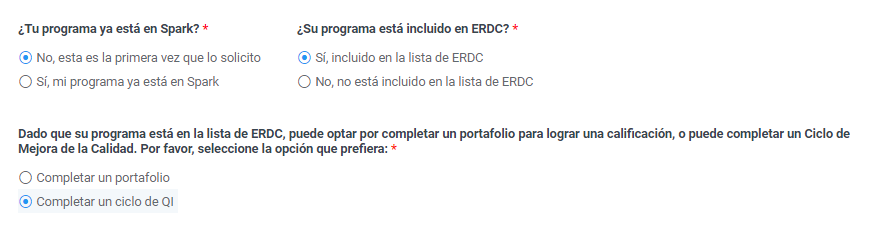 ¿Tu programa ya está en Spark? *
¿Su programa está incluido en ERDC? *
No, esta es la primera vez que lo solicito
Sí, incluido en la lista de ERDC
Sí, mi programa ya está en Spark
No, no está incluido en la lista de ERDC
Dado que su programa está en la lista de ERDC, puede optar por completar un portafolio para lograr una calificación, o puede completar un Ciclo de
Mejora de la Calidad. Por favor, seleccione la opción que prefiera: *
Completar un portafolio
Completar un ciclo de QI